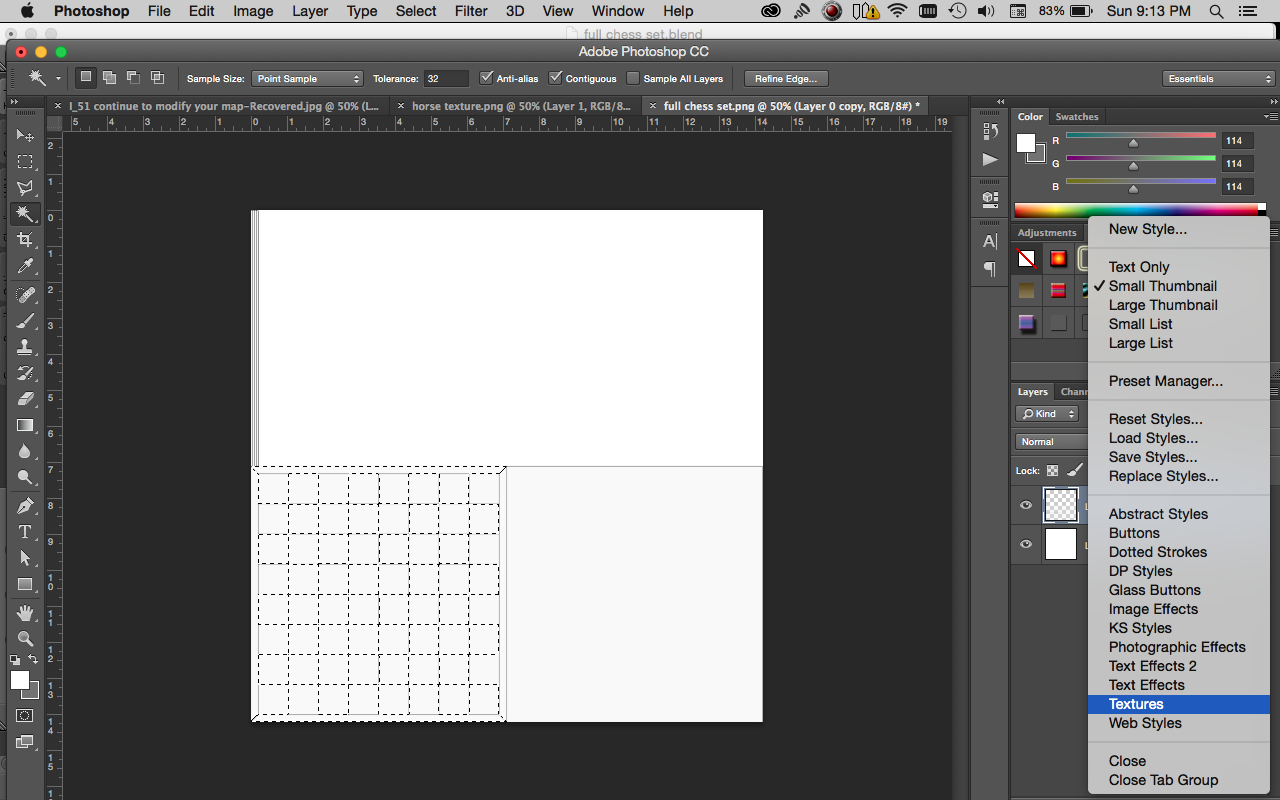 Photoshop File Edit Image Layer Type Select Filter 3D View Window Help 83% Sun 9:13 PM
full chess set.blend
Adobe Photoshop CC
Sample Size: Point Sample Tolerance: 32 Anti-alias Contiguous Sample All Layers Refine Edge... Essentials
I_51 continue to modify your map-Recovered.jpg @ 50% (L... horse texture.png @ 50% (Layer 1, RGB/8... full chess set.png @ 50% (Layer 0 copy, RGB/8#) *
5 4 3 2 1 0 1 2 3 4 5 6 7 8 9 10 11 12 13 14 15 16 17 18 19
2
1
0
1
2
3
4
5
6
7
8
9
10
11
12
13
14
15
Color Swatches
R 114
G 114
B 114
Adjustments
Layers Chann
Kind
Normal
Lock:
New Style...
Text Only
Small Thumbnail
Large Thumbnail
Small List
Large List
Preset Manager...
Reset Styles...
Load Styles...
Save Styles...
Replace Styles...
Abstract Styles
Buttons
Dotted Strokes
DP Styles
Glass Buttons
Image Effects
KS Styles
Photographic Effects
Text Effects 2
Text Effects
Textures
Web Styles
Close
Close Tab Group